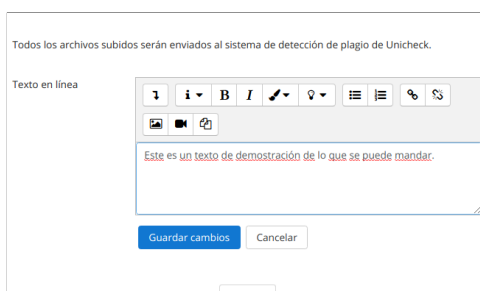 Todos los archivos subidos serán enviados al sistema de detección de plagio de Unicheck.
Texto en línea
i B I
Este es un texto de demostración de lo que se puede mandar.
Guardar cambios Cancelar